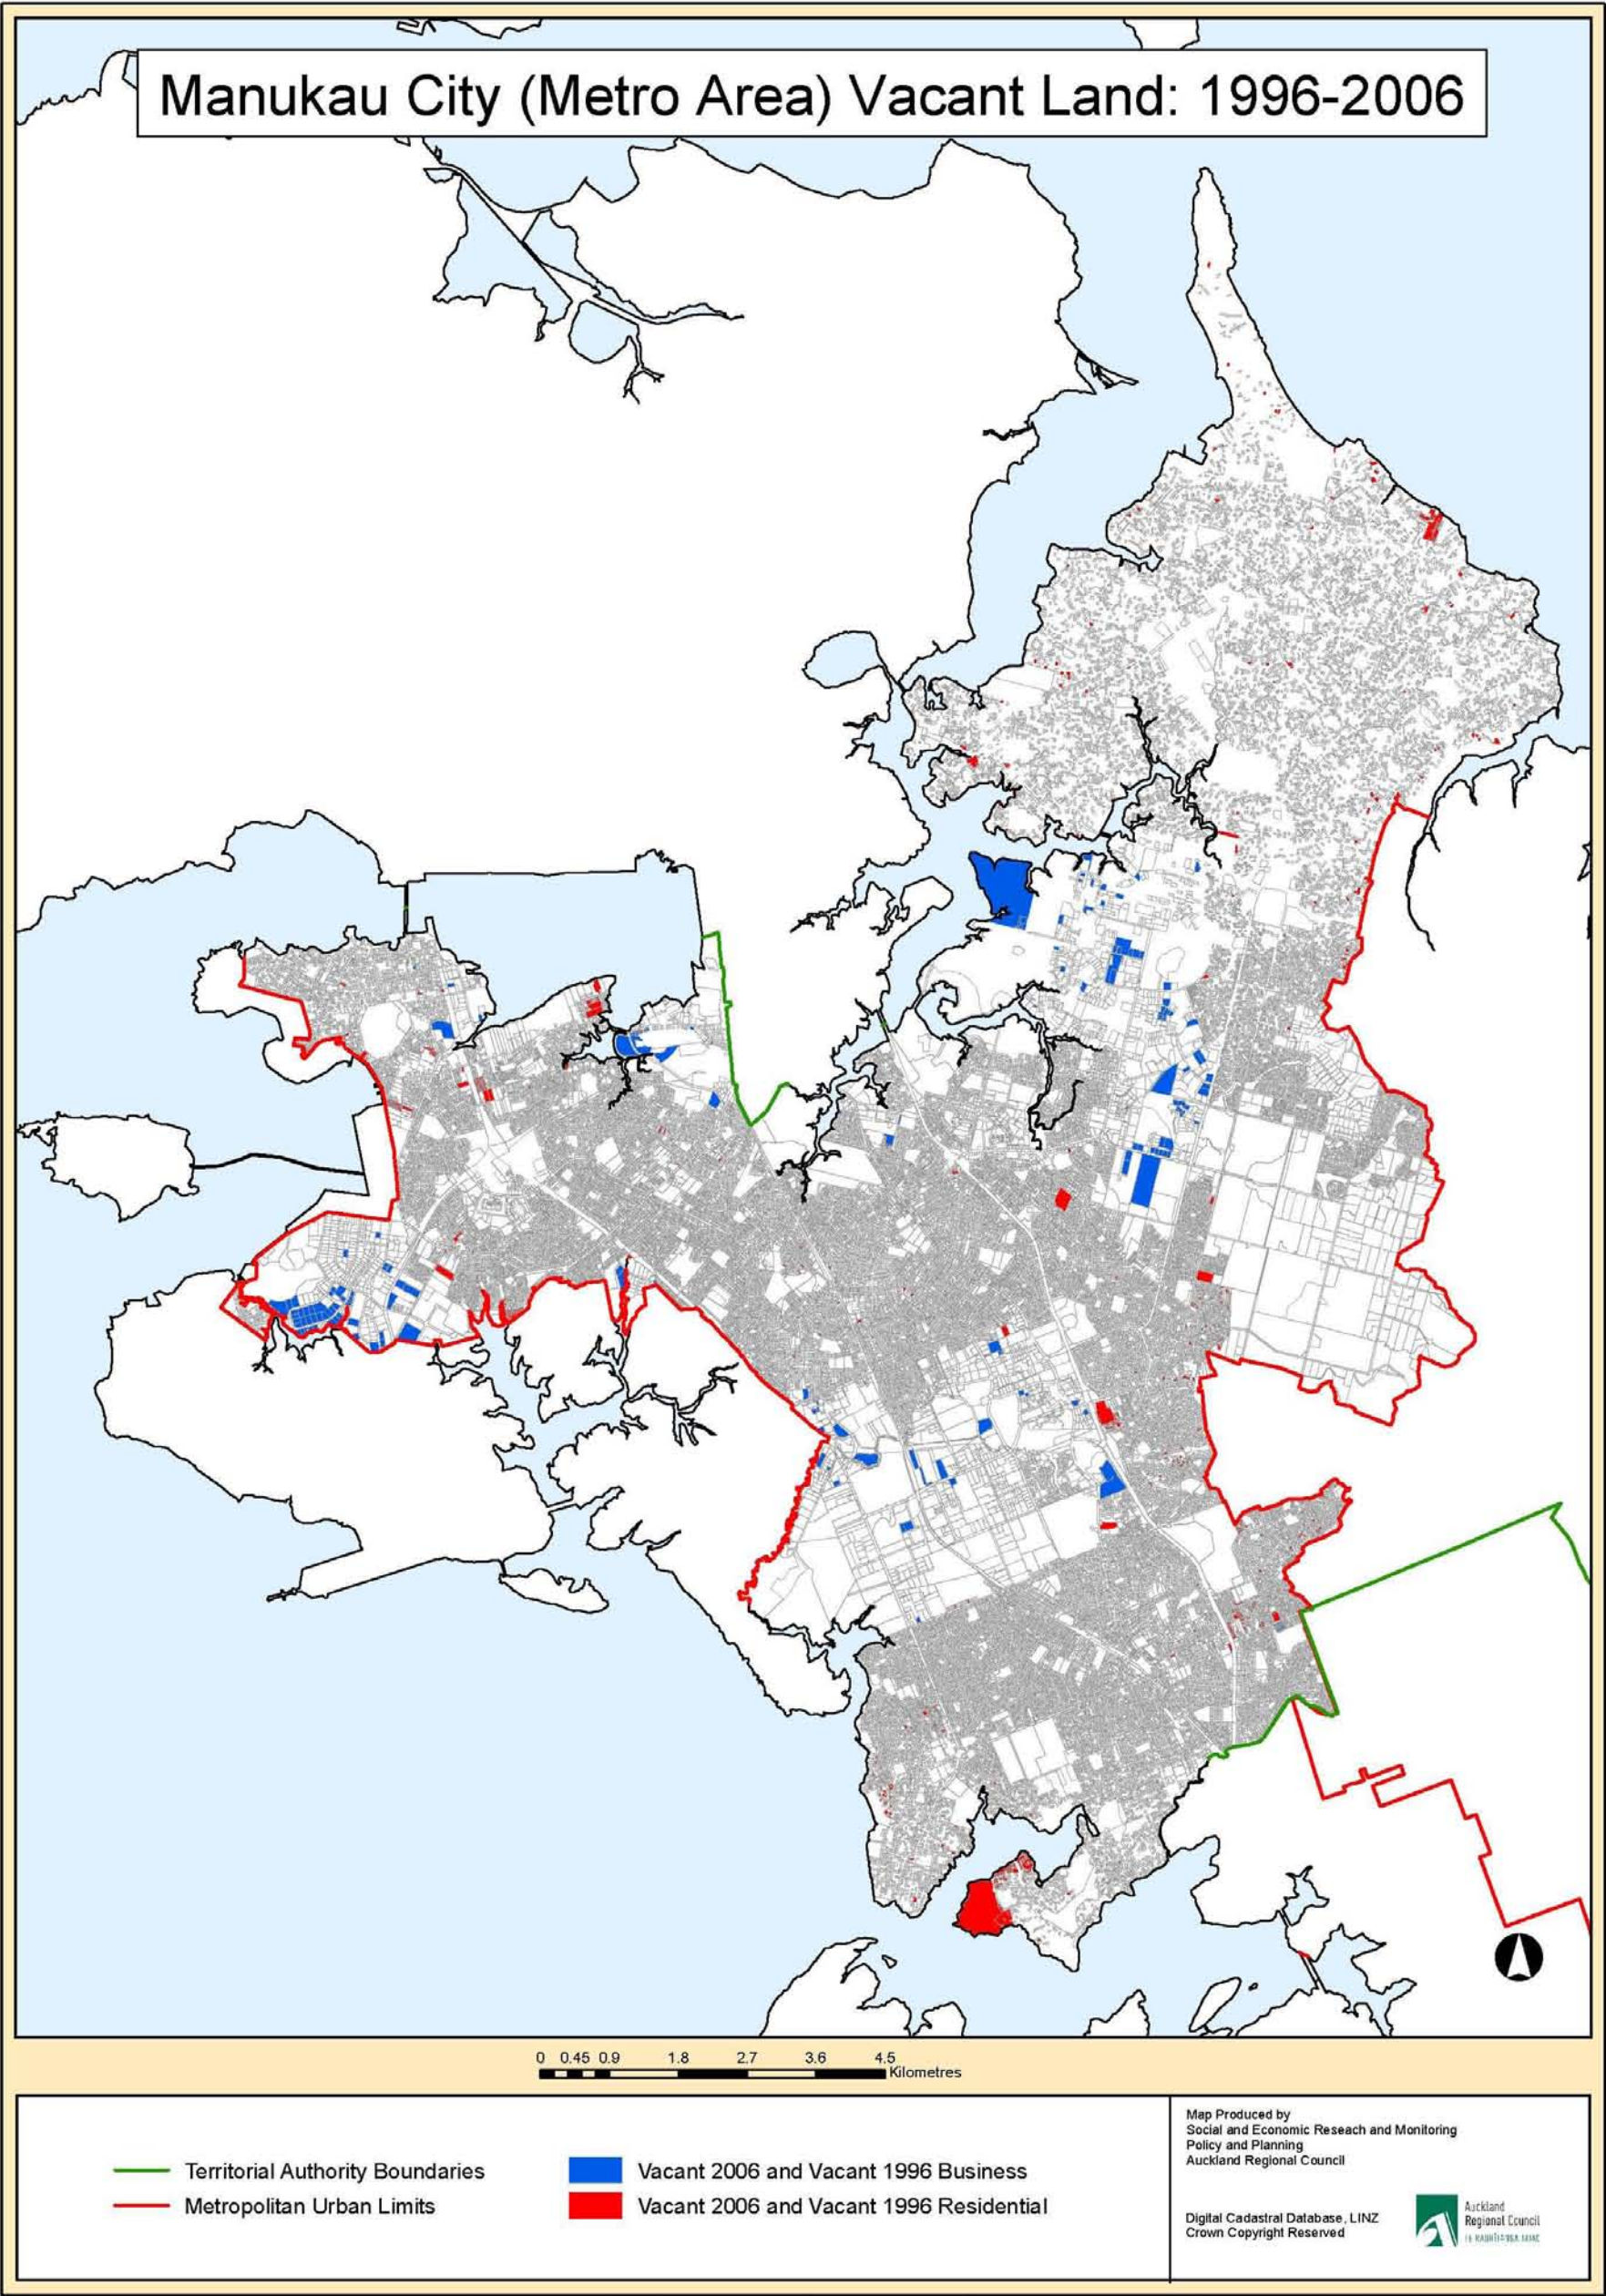 Manukau City (Metro Area) Vacant Land: 1996-2006
0 0.45 0.9 1.8 2.7 3.6 4.5
Kilometres
Territorial Authority Boundaries
Metropolitan Urban Limits
Vacant 2006 and Vacant 1996 Business
Vacant 2006 and Vacant 1996 Residential
Map Produced by
Social and Economic Reseach and Monitoring
Policy and Planning
Auckland Regional Council
Digital Cadastral Database, LINZ
Crown Copyright Reserved
Auckland
Regional Council